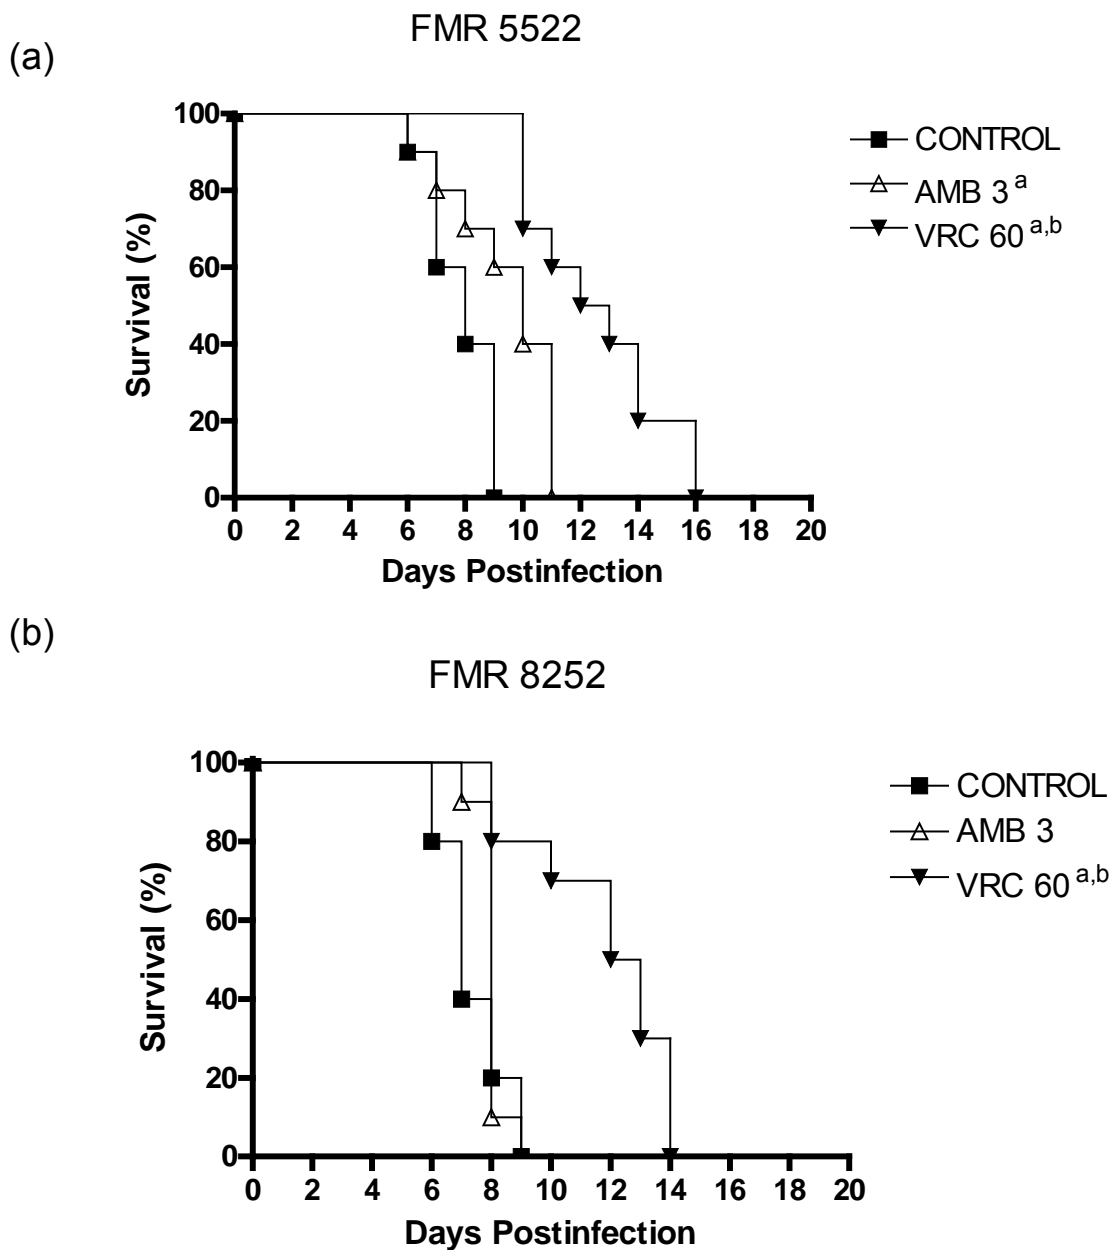 FMR 5522
(a)
100
80
60
40
20
0
Survival (%)
0 2 4 6 8 10 12 14 16 18 20
Days Postinfection
CONTROL
AMB 3 a
VRC 60 a,b
(b)
FMR 8252
100
80
60
40
20
0
Survival (%)
0 2 4 6 8 10 12 14 16 18 20
Days Postinfection
CONTROL
AMB 3
VRC 60 a,b